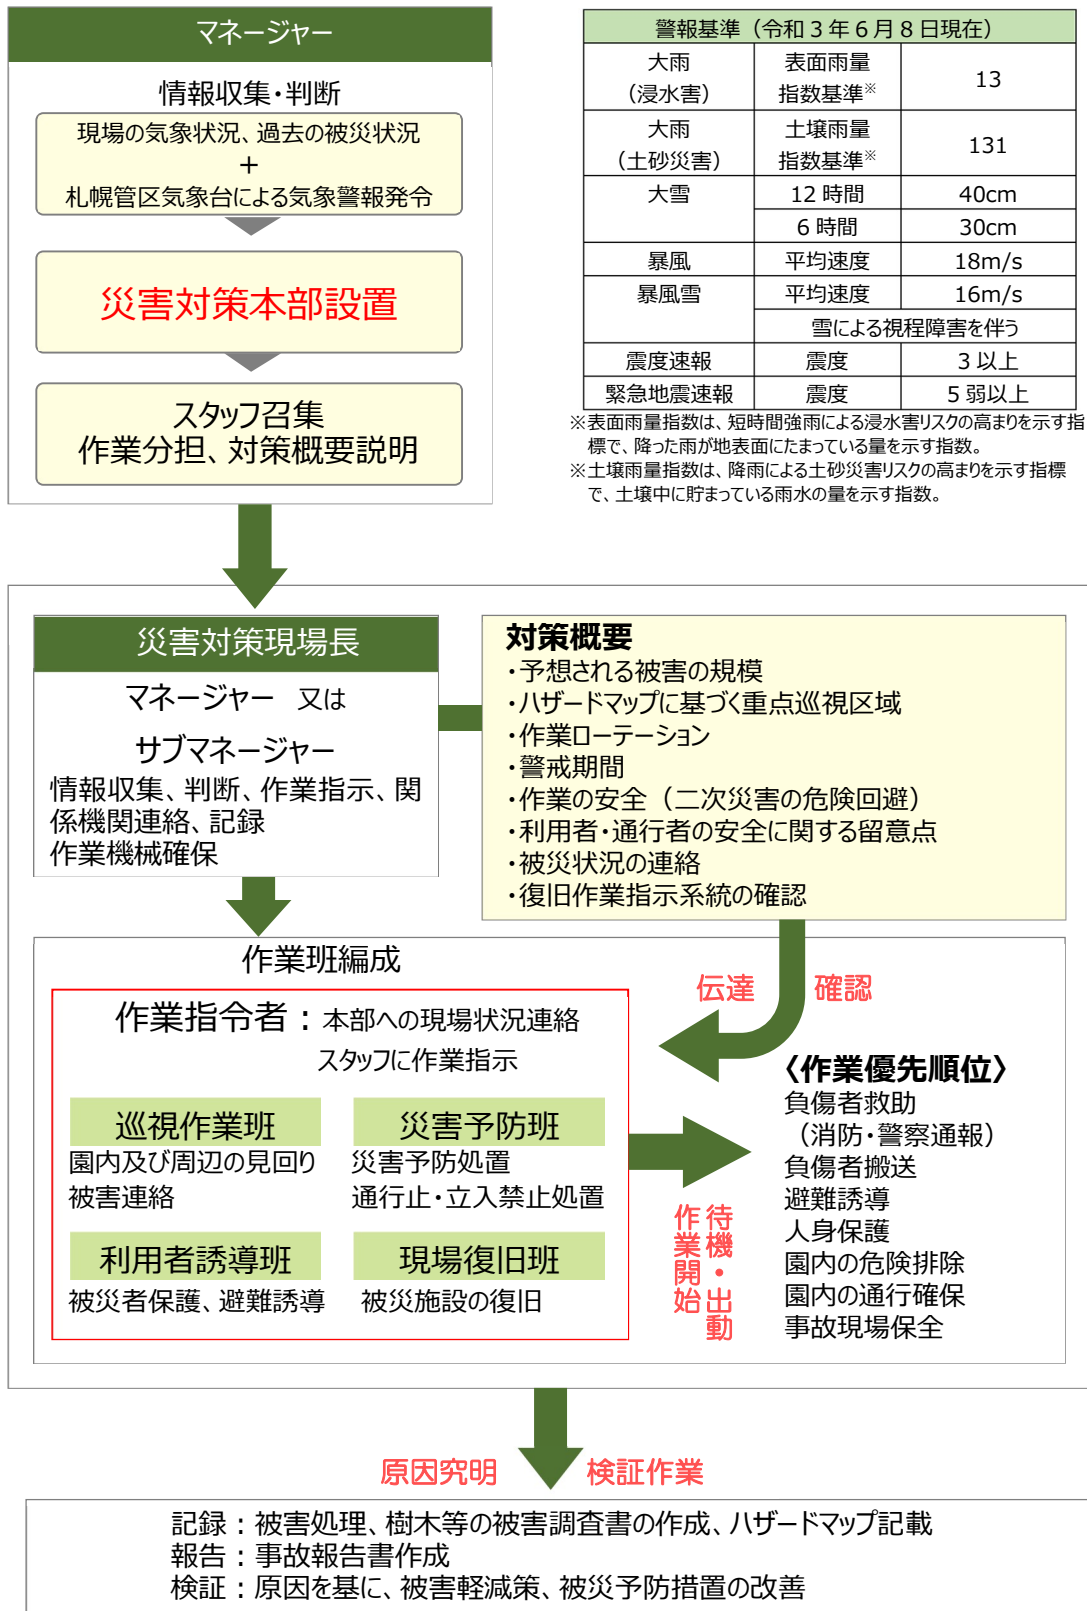 マネージャー
情報収集・判断
現場の気象状況、過去の被災状況
+
札幌管区気象台による気象警報発令
災害対策本部設置
スタッフ召集
作業分担、対策概要説明
警報基準（令和3年6月8日現在）
大雨（浸水害） 表面雨量指数基準※ 13
大雨（土砂災害） 土壌雨量指数基準※ 131
大雪 12時間 40cm
6時間 30cm
暴風 平均速度 18m/s
暴風雪 平均速度 16m/s
雪による視程障害を伴う
震度速報 震度 3以上
緊急地震速報 震度 5弱以上
※表面雨量指数は、短時間強雨による浸水害リスクの高まりを示す指
標で、降った雨が地表面にたまっている量を示す指数。
※土壌雨量指数は、降雨による土砂災害リスクの高まりを示す指標
で、土壌中に貯まっている雨水の量を示す指数。
災害対策現場長
マネージャー 又は
サブマネージャー
情報収集、判断、作業指示、関
係機関連絡、記録
作業機械確保
対策概要
・予想される被害の規模
・ハザードマップに基づく重点巡視区域
・作業ローテーション
・警戒期間
・作業の安全（二次災害の危険回避）
・利用者・通行者の安全に関する留意点
・被災状況の連絡
・復旧作業指示系統の確認
作業班編成
伝達 確認
作業指令者：本部への現場状況連絡
スタッフに作業指示
巡視作業班
園内及び周辺の見回り
被害連絡
災害予防班
災害予防処置
通行止・立入禁止処置
利用者誘導班
被災者保護、避難誘導
現場復旧班
被災施設の復旧
待機・出動
作業開始
〈作業優先順位〉
負傷者救助
（消防・警察通報）
負傷者搬送
避難誘導
人身保護
園内の危険排除
園内の通行確保
事故現場保全
原因究明 検証作業
記録：被害処理、樹木等の被害調査書の作成、ハザードマップ記載
報告：事故報告書作成
検証：原因を基に、被害軽減策、被災予防措置の改善